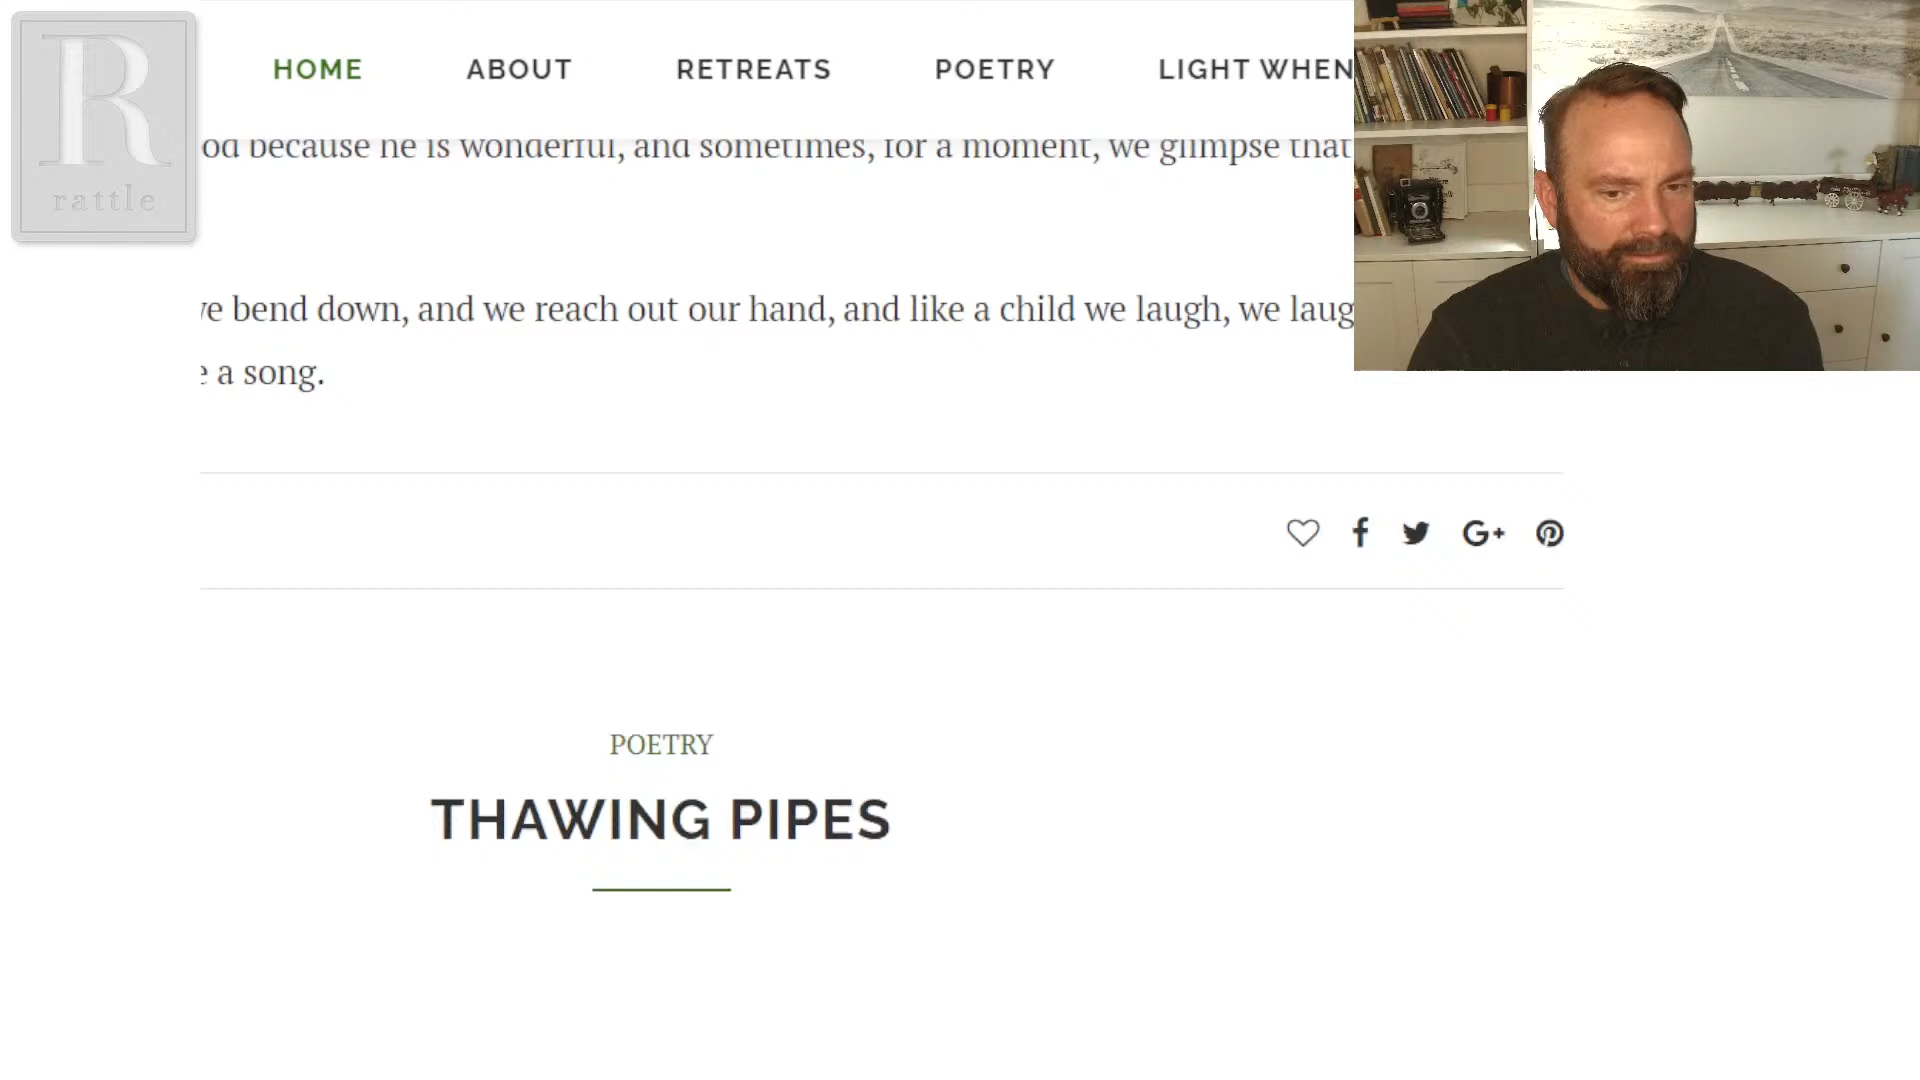 R
rattle
HOME ABOUT RETREATS POETRY LIGHT WHEN
because he is wonderful, and sometimes, for a moment, we glimpse that
bend down, and we reach out our hand, and like a child we laugh, we laug
a song.
G+
POETRY
THAWING PIPES